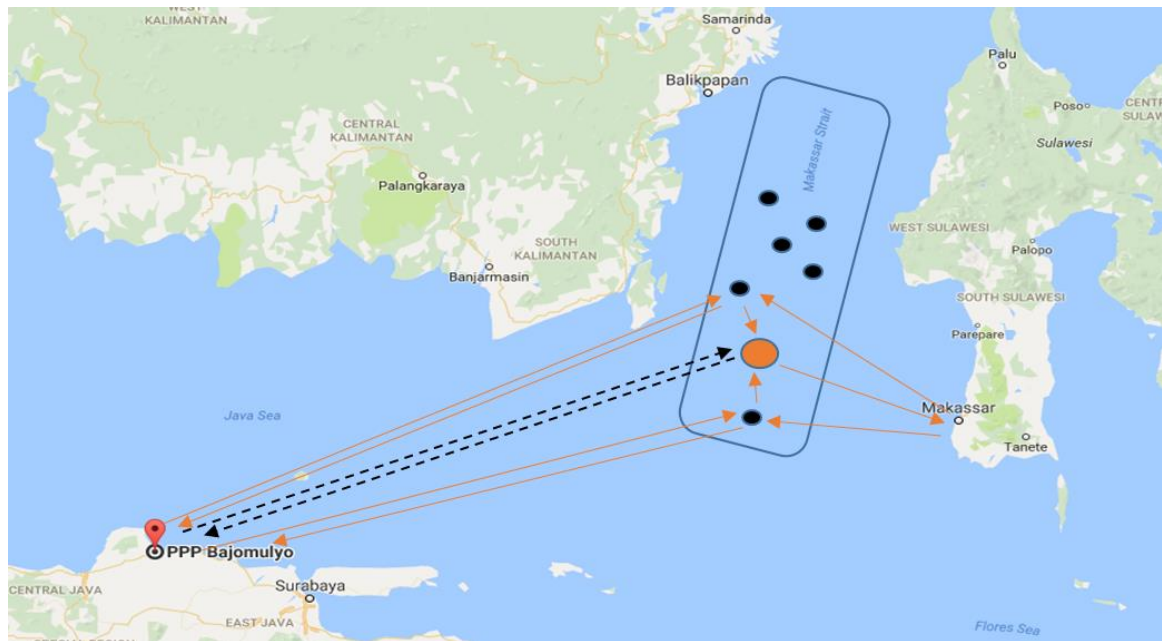 WEST
KALIMANTAN
Samarinda
Palu
Balikpapan
Poso
CENTR
SULAW
Sulawesi
CENTRAL
KALIMANTAN
Makassar Strait
Palangkaraya
WEST SULAWESI
Palopo
SOUTH
KALIMANTAN
Banjarmasin
SOUTH SULAWESI
Parepare
Java Sea
Makassar
Tanete
PPP Bajomulyo
CENTRAL JAVA
Surabaya
EAST JAVA
Flores Sea